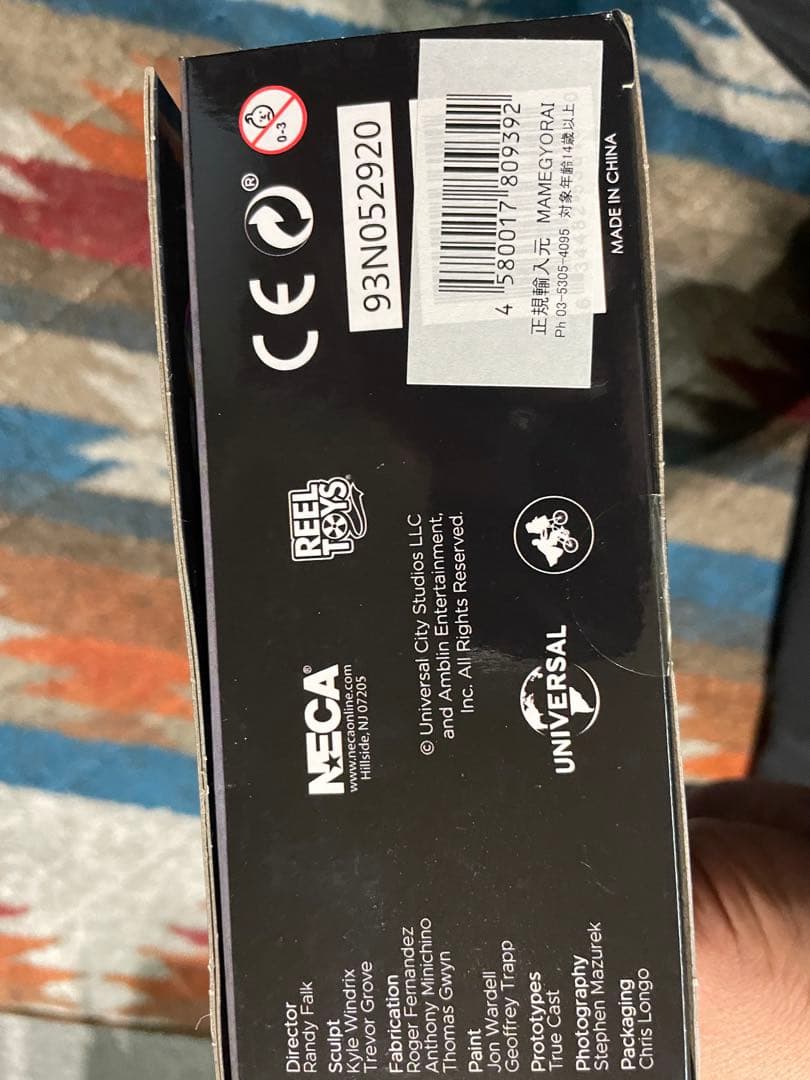 Director
Randy Falk
Sculpt
Kyle Windrix
Trevor Grove
Fabrication
Roger Fernandez
Anthony Minichino
Thomas Gwyn
Paint
Jon Wardell
Geoffrey Trapp
Prototypes
True Cast
Photography
Stephen Mazurek
Packaging
Chris Longo
NECA®
www.necaonline.com
Hillside, NJ 07205
REEL
TOYS®
© Universal City Studios LLC
and Amblin Entertainment,
Inc. All Rights Reserved.
UNIVERSAL
CE
®
0-3
93N052920
4 580017 809392
正規輸入元 MAMEGYORAI
Ph 03-5305-4095 対象年齢14歳以上
MADE IN CHINA